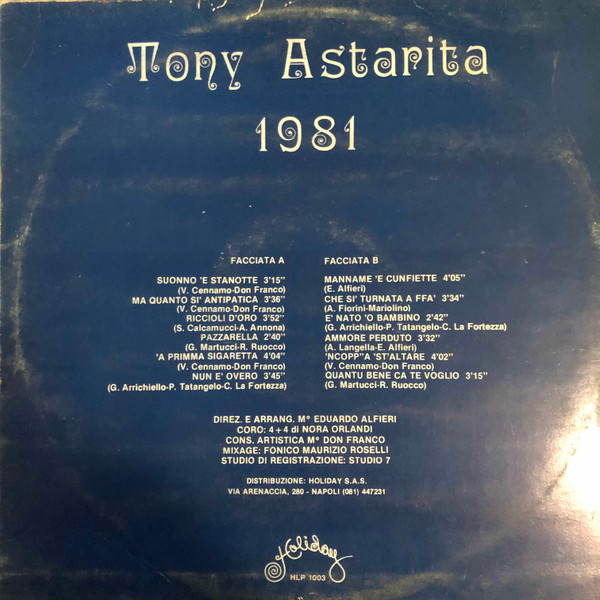 Tony Astarita
1981
FACCIATA A
SUONNO 'E STANOTTE 3'15''
(V. Cennamo-Don Franco)
MA QUANTO SI' ANTIPATICA 3'36''
(V. Cennamo-Don Franco)
RICCIOLI D'ORO 3'52''
(S. Calcamucci-A. Annona)
PAZZARELLA 2'40''
(G. Martucci-R. Ruocco)
'A PRIMMA SIGARETTA 4'04''
(V. Cennamo-Don Franco)
NUN E' OVERO 3'45''
(G. Arrichiello-P. Tatangelo-C. La Fortezza)
FACCIATA B
MANNAME 'E CUNFIETTE 4'05''
(E. Alfieri)
CHE SI' TURNATA A FFA' 3'34''
(A. Fiorini-Mariolino)
E' NATO 'O BAMBINO 2'42''
(G. Arrichiello-P. Tatangelo-C. La Fortezza)
AMMORE PERDUTO 3'32''
(A. Langella-E. Alfieri)
'NCOPP''A 'ST'ALTARE 4'02''
(V. Cennamo-Don Franco)
QUANTU BENE CA TE VOGLIO 3'15''
(G. Martucci-R. Ruocco)
DIREZ. E ARRANG. Mº EDUARDO ALFIERI
CORO: 4+4 di NORA ORLANDI
CONS. ARTISTICA Mº DON FRANCO
MIXAGE: FONICO MAURIZIO ROSELLI
STUDIO DI REGISTRAZIONE: STUDIO 7
DISTRIBUZIONE: HOLIDAY S.A.S.
VIA ARENACCIA, 280 - NAPOLI (081) 447231
Holiday
HLP 1003